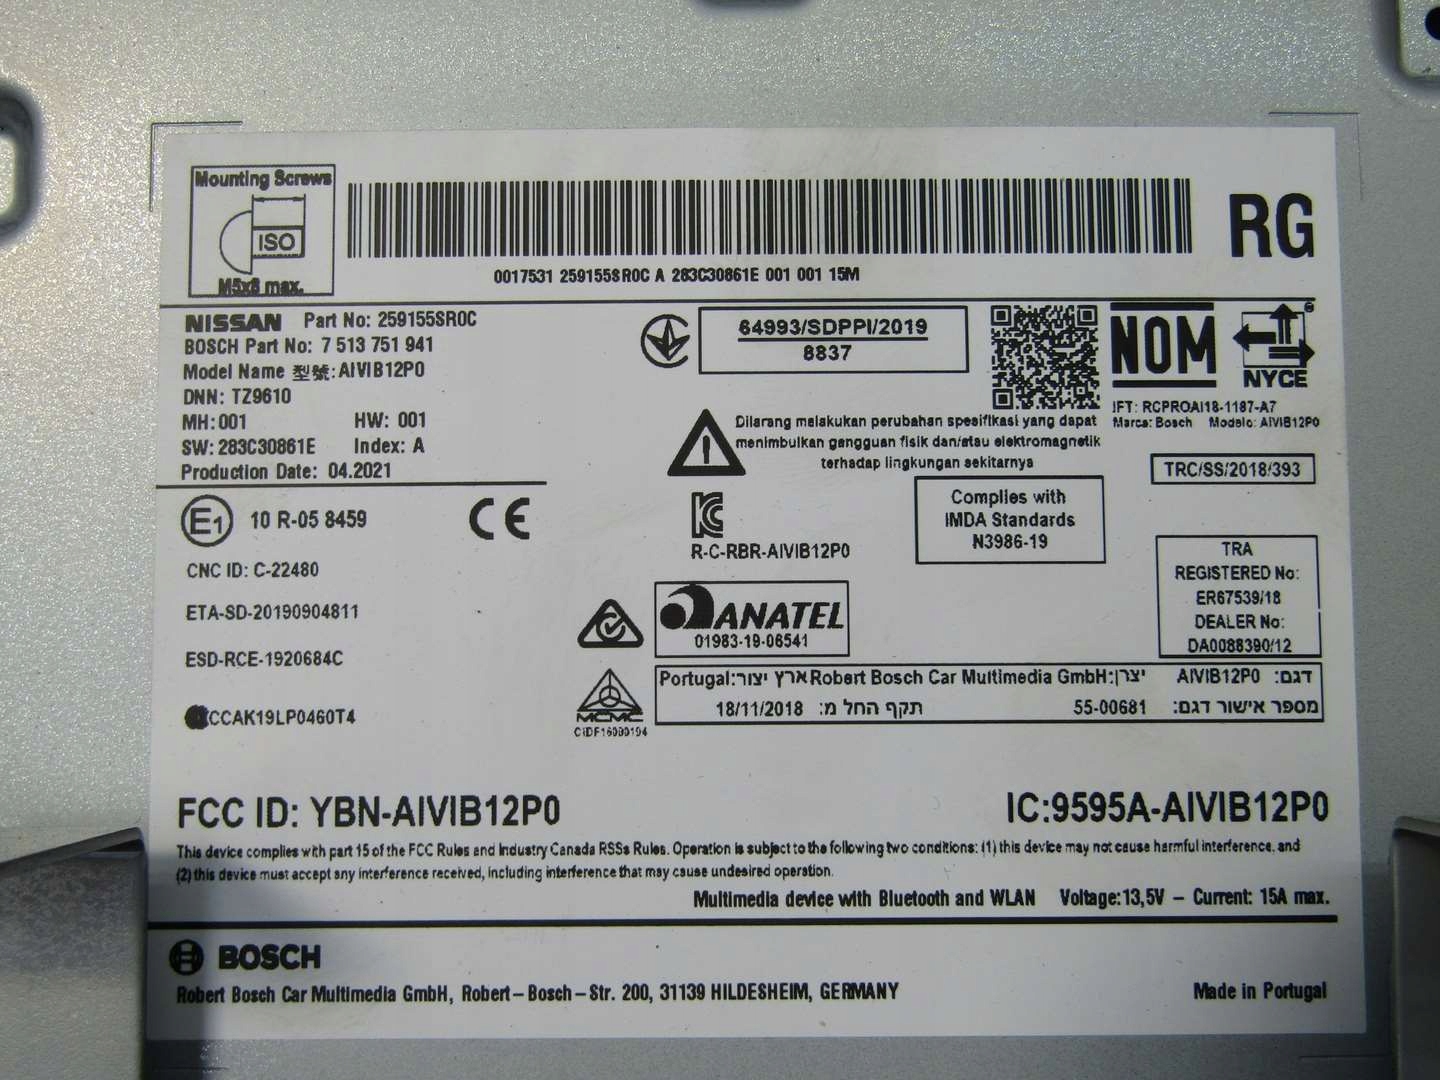 Mounting Screws
ISO
M5x8 max.
0017531 259155SR0C A 283C30861E 001 001 15M
RG
NISSAN Part No: 259155SR0C
BOSCH Part No: 7 513 751 941
Model Name 型號: AIVIB12P0
DNN: TZ9610
MH: 001 HW: 001
SW: 283C30861E Index: A
Production Date: 04.2021
64993/SDPPI/2019
8837
NOM
NYCE
IFT: RCPROAI18-1187-A7
Marca: Bosch Modelo: AIVIB12P0
Dilarang melakukan perubahan spesifikasi yang dapat
menimbulkan gangguan fisik dan/atau elektromagnetik
terhadap lingkungan sekitarnya
TRC/SS/2018/393
E1 10 R-05 8459
CE
R-C-RBR-AIVIB12P0
Complies with
IMDA Standards
N3986-19
TRA
REGISTERED No:
ER67539/18
DEALER No:
DA0088390/12
CNC ID: C-22480
ETA-SD-20190904811
ESD-RCE-1920684C
CCAK19LP0460T4
ANATEL
01983-19-06541
MCMC
CIDF16000194
דגם: AIVIB12P0 יצרן: Robert Bosch Car Multimedia GmbH ארץ יצור: Portugal
מספר אישור דגם: 55-00681 תקף החל מ: 18/11/2018
FCC ID: YBN-AIVIB12P0
IC:9595A-AIVIB12P0
This device complies with part 15 of the FCC Rules and Industry Canada RSSs Rules. Operation is subject to the following two conditions: (1) this device may not cause harmful interference, and
(2) this device must accept any interference received, including interference that may cause undesired operation.
Multimedia device with Bluetooth and WLAN Voltage: 13,5V – Current: 15A max.
BOSCH
Robert Bosch Car Multimedia GmbH, Robert–Bosch–Str. 200, 31139 HILDESHEIM, GERMANY
Made in Portugal